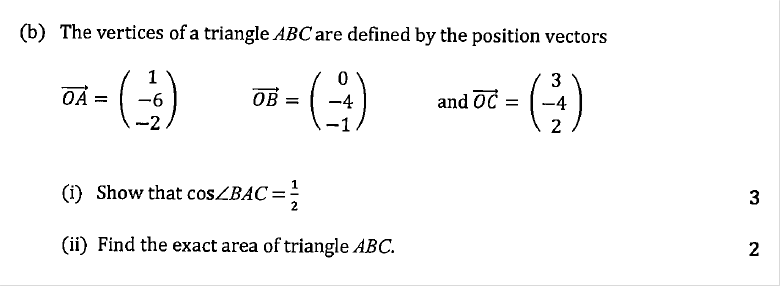 (b) The vertices of a triangle ABC are defined by the position vectors
$\overrightarrow{OA} = \begin{pmatrix} 1 \\ -6 \\ -2 \end{pmatrix}$ $\overrightarrow{OB} = \begin{pmatrix} 0 \\ -4 \\ -1 \end{pmatrix}$ and $\overrightarrow{OC} = \begin{pmatrix} 3 \\ -4 \\ 2 \end{pmatrix}$
(i) Show that cos∠BAC = $\frac{1}{2}$ 3
(ii) Find the exact area of triangle ABC. 2